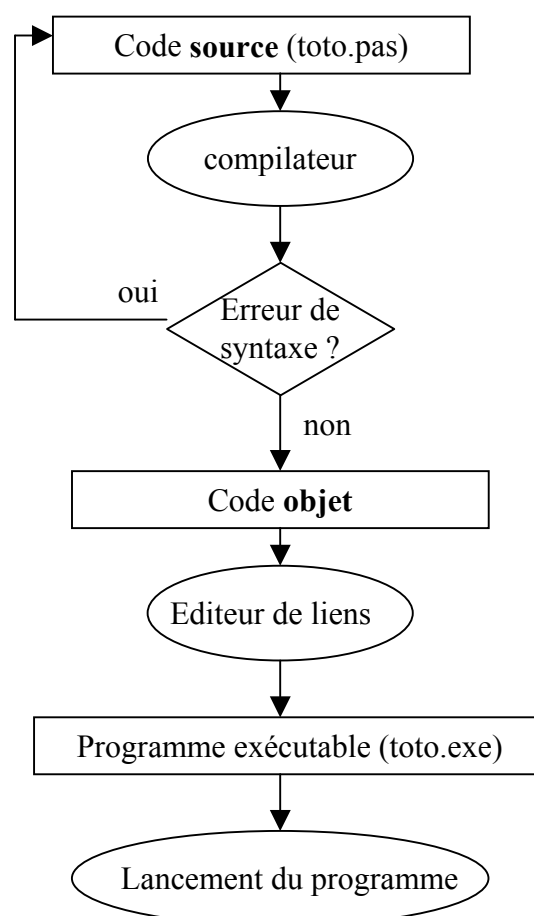 Code source (toto.pas)
compilateur
oui
Erreur de
syntaxe ?
non
Code objet
Editeur de liens
Programme exécutable (toto.exe)
Lancement du programme